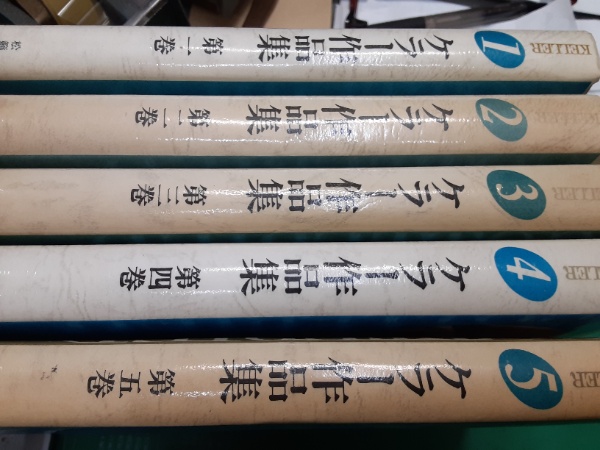 KELLER
1
ケラー作品集 第一巻
KELLER
2
ケラー作品集 第二巻
KELLER
3
ケラー作品集 第三巻
KELLER
4
ケラー作品集 第四巻
KELLER
5
ケラー作品集 第五巻